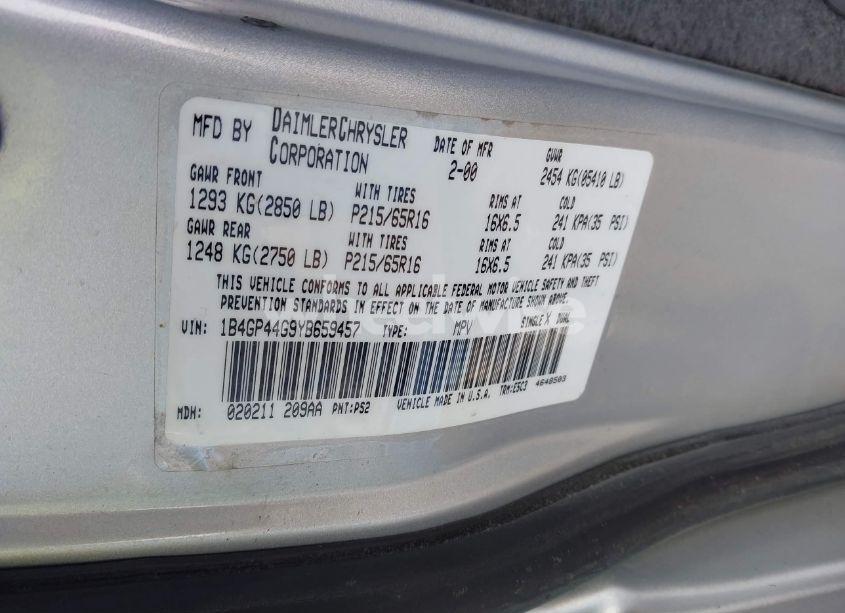 MFD BY DAIMLERCHRYSLER CORPORATION DATE OF MFR 2-00 GVWR 2454 KG(05410 LB)
GAWR FRONT WITH TIRES RIMS AT COLD
1293 KG(2850 LB) P215/65R16 16X6.5 241 KPA(35 PSI)
GAWR REAR WITH TIRES RIMS AT COLD
1248 KG(2750 LB) P215/65R16 16X6.5 241 KPA(35 PSI)
THIS VEHICLE CONFORMS TO ALL APPLICABLE FEDERAL MOTOR VEHICLE SAFETY AND THEFT
PREVENTION STANDARDS IN EFFECT ON THE DATE OF MANUFACTURE SHOWN ABOVE.
VIN: 1B4GP44G9YB659457 TYPE: MPV SINGLE X DUAL
MDH: 020211 209AA PNT:PS2 VEHICLE MADE IN U.S.A. TRM:E5C3 4648503